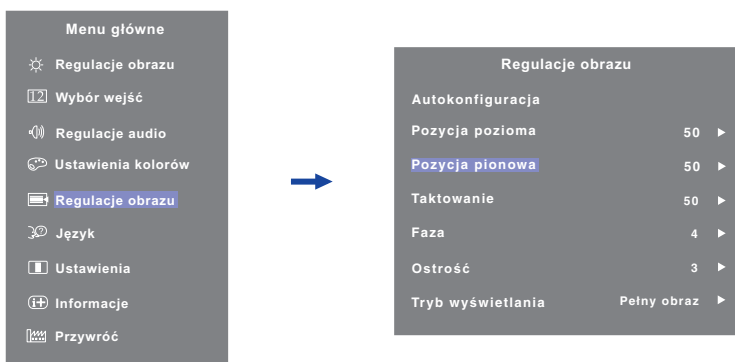 Menu główne
Regulacje obrazu
12 Wybór wejść
Regulacje audio
Ustawienia kolorów
Regulacje obrazu
Język
Ustawienia
i+ Informacje
Przywróć
Regulacje obrazu
Autokonfiguracja
Pozycja pozioma 50
Pozycja pionowa 50
Taktowanie 50
Faza 4
Ostrość 3
Tryb wyświetlania Pełny obraz